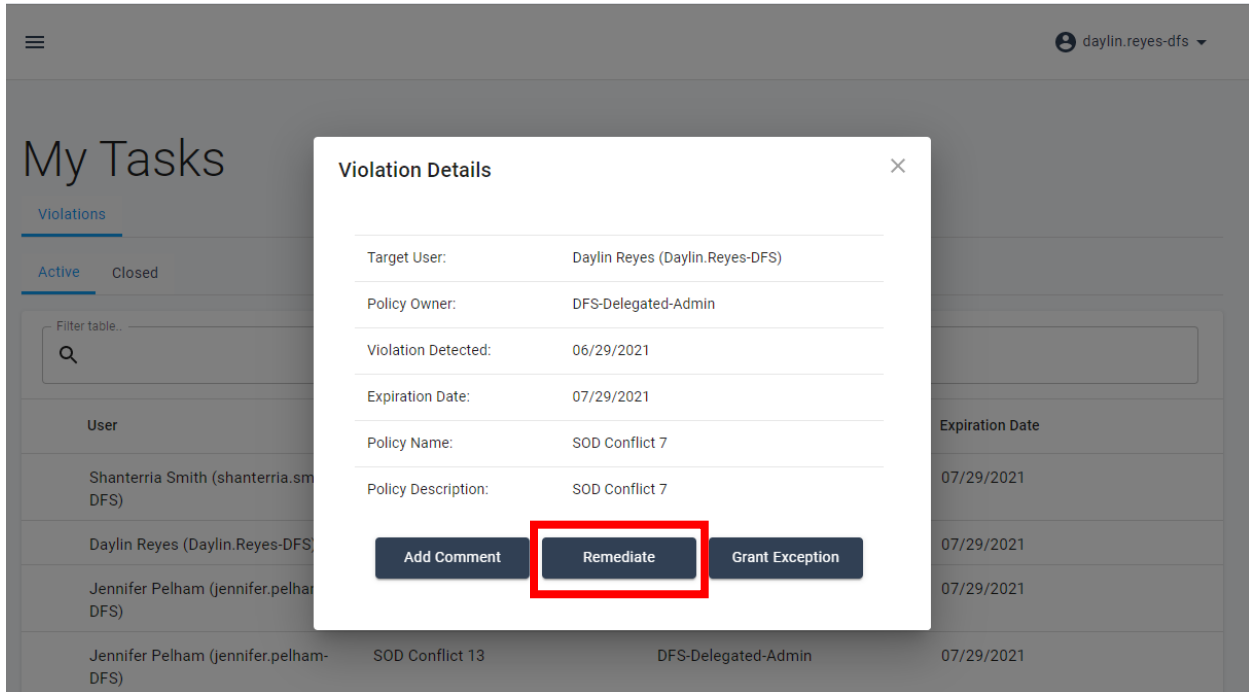 daylin.reyes-dfs
My Tasks
Violations
Active Closed
Filter table..
User Expiration Date
Shanterria Smith (shanterria.sm
DFS)
07/29/2021
Daylin Reyes (Daylin.Reyes-DFS) 07/29/2021
Jennifer Pelham (jennifer.pelha
DFS)
07/29/2021
Jennifer Pelham (jennifer.pelham- SOD Conflict 13 DFS-Delegated-Admin 07/29/2021
DFS)
Violation Details
Target User: Daylin Reyes (Daylin.Reyes-DFS)
Policy Owner: DFS-Delegated-Admin
Violation Detected: 06/29/2021
Expiration Date: 07/29/2021
Policy Name: SOD Conflict 7
Policy Description: SOD Conflict 7
Add Comment Remediate Grant Exception